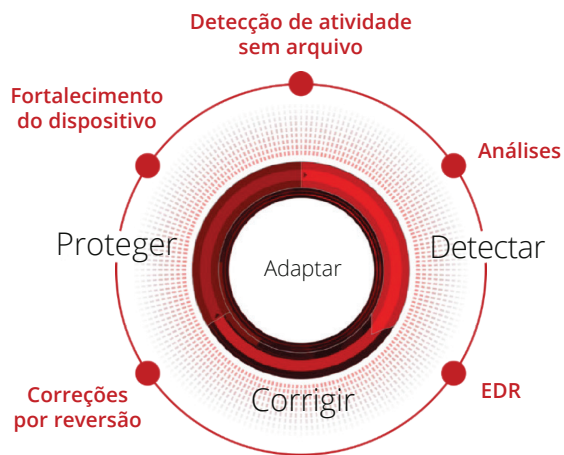 Detecção de atividade
sem arquivo
Fortalecimento
do dispositivo
Análises
Proteger
Detectar
Adaptar
Correções
por reversão
Corrigir
EDR